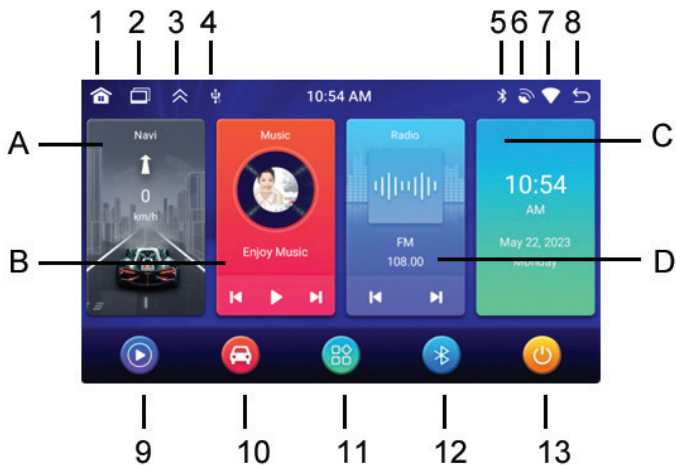 1 2 3 4 5 6 7 8
10:54 AM
A
Navi
0
km/h
B
Music
Enjoy Music
Radio
FM
108.00
C
10:54
AM
May 22, 2023
Monday
D
9 10 11 12 13